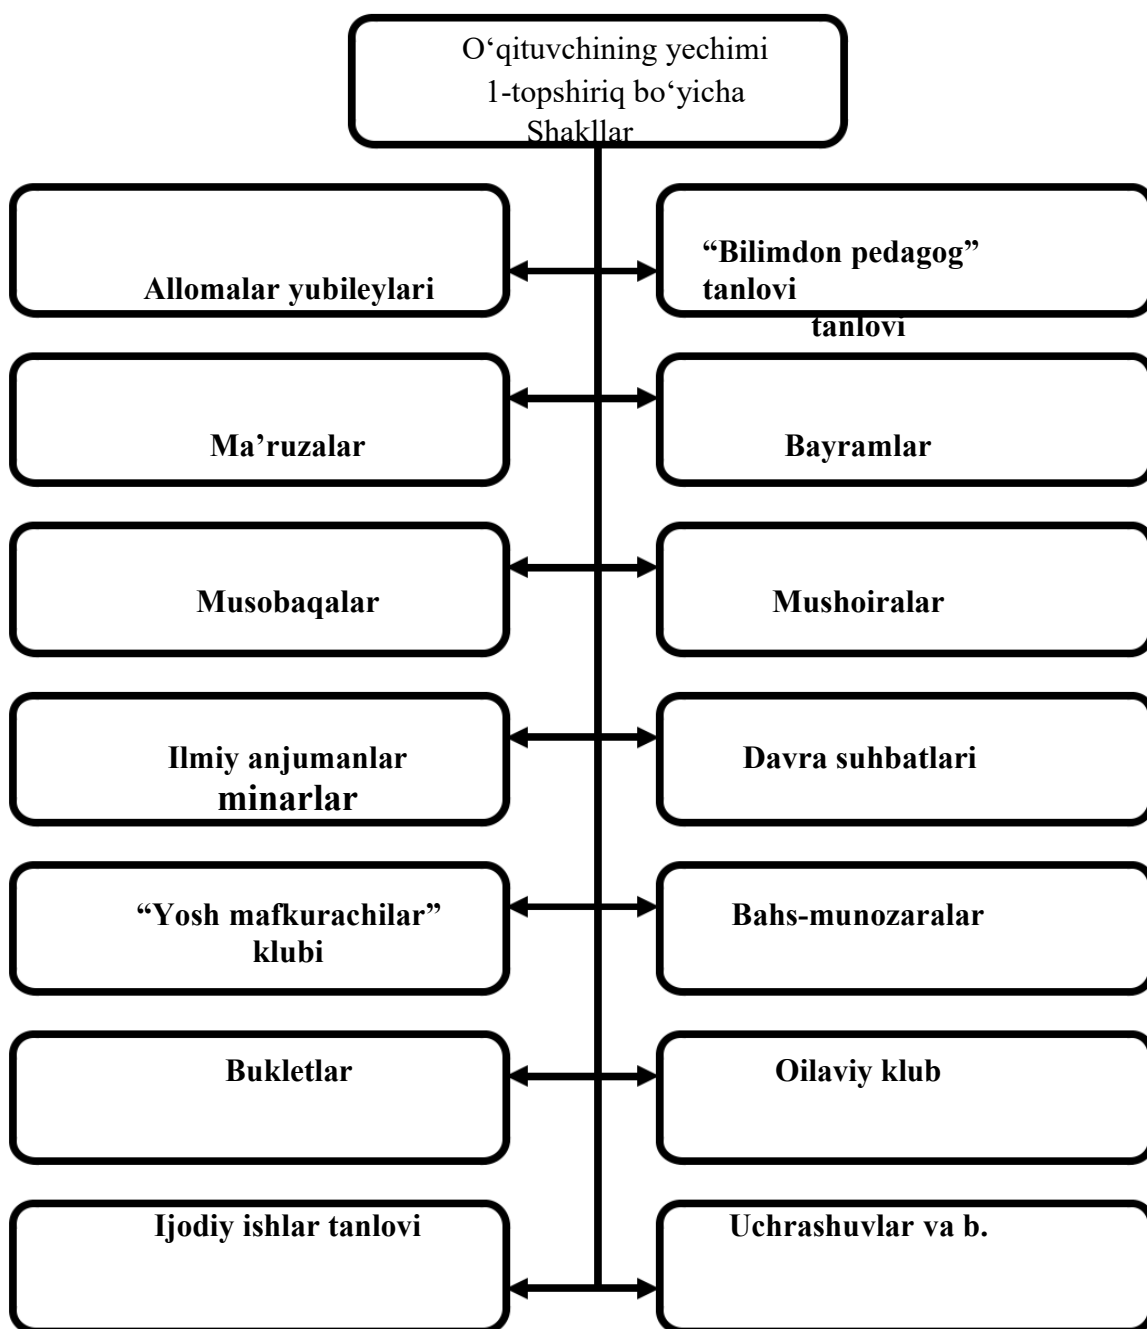 O‘qituvchining yechimi
1-topshiriq bo‘yicha
Shakllar
Allomalar yubileylari
“Bilimdon pedagog”
tanlovi
tanlovi
Ma’ruzalar
Bayramlar
Musobaqalar
Mushoiralar
Ilmiy anjumanlar
minarlar
Davra suhbatlari
“Yosh mafkurachilar”
klubi
Bahs-munozaralar
Bukletlar
Oilaviy klub
Ijodiy ishlar tanlovi
Uchrashuvlar va b.